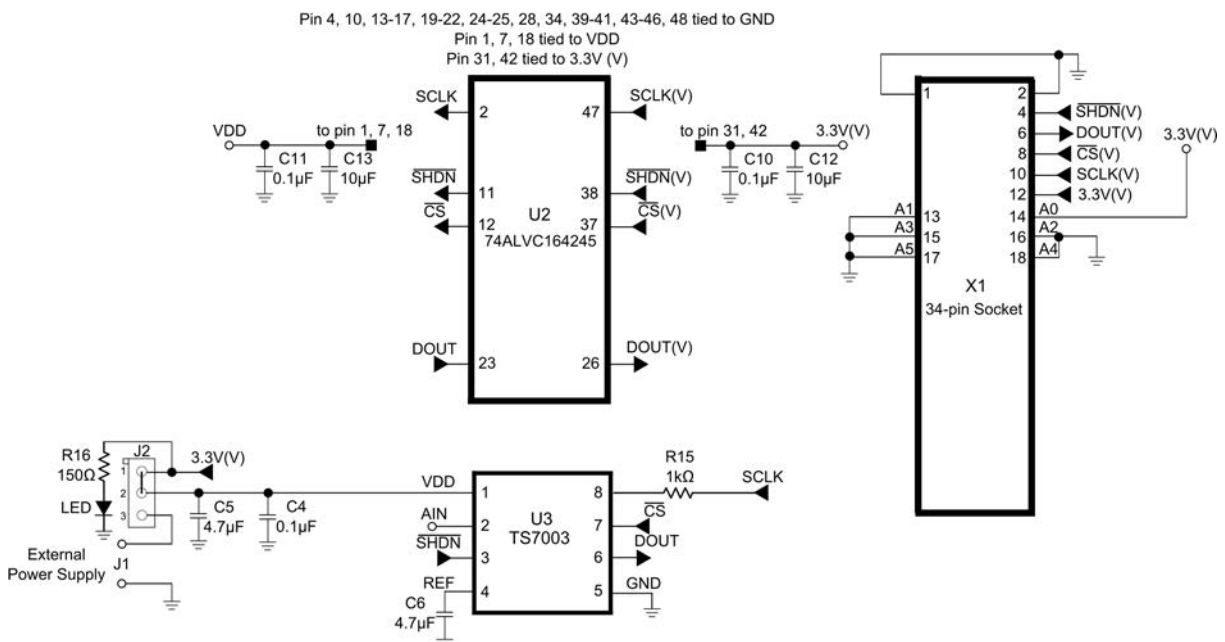 Pin 4, 10, 13-17, 19-22, 24-25, 28, 34, 39-41, 43-46, 48 tied to GND
Pin 1, 7, 18 tied to VDD
Pin 31, 42 tied to 3.3V (V)
SCLK
2
47
SCLK(V)
VDD
to pin 1, 7, 18
C11
0.1µF
C13
10µF
SHDN
11
38
SHDN(V)
CS
12
37
CS(V)
U2
74ALVC164245
DOUT
23
26
DOUT(V)
to pin 31, 42
3.3V(V)
C10
0.1µF
C12
10µF
1
2
4
SHDN(V)
6
DOUT(V)
8
CS(V)
10
SCLK(V)
12
3.3V(V)
3.3V(V)
A1
13
14
A0
A3
15
16
A2
A5
17
18
A4
X1
34-pin Socket
R16
150Ω
LED
J2
1
2
3
3.3V(V)
C5
4.7µF
C4
0.1µF
External
Power Supply
J1
VDD
1
AIN
2
SHDN
3
REF
4
C6
4.7µF
U3
TS7003
8
R15
1kΩ
SCLK
7
CS
6
DOUT
5
GND